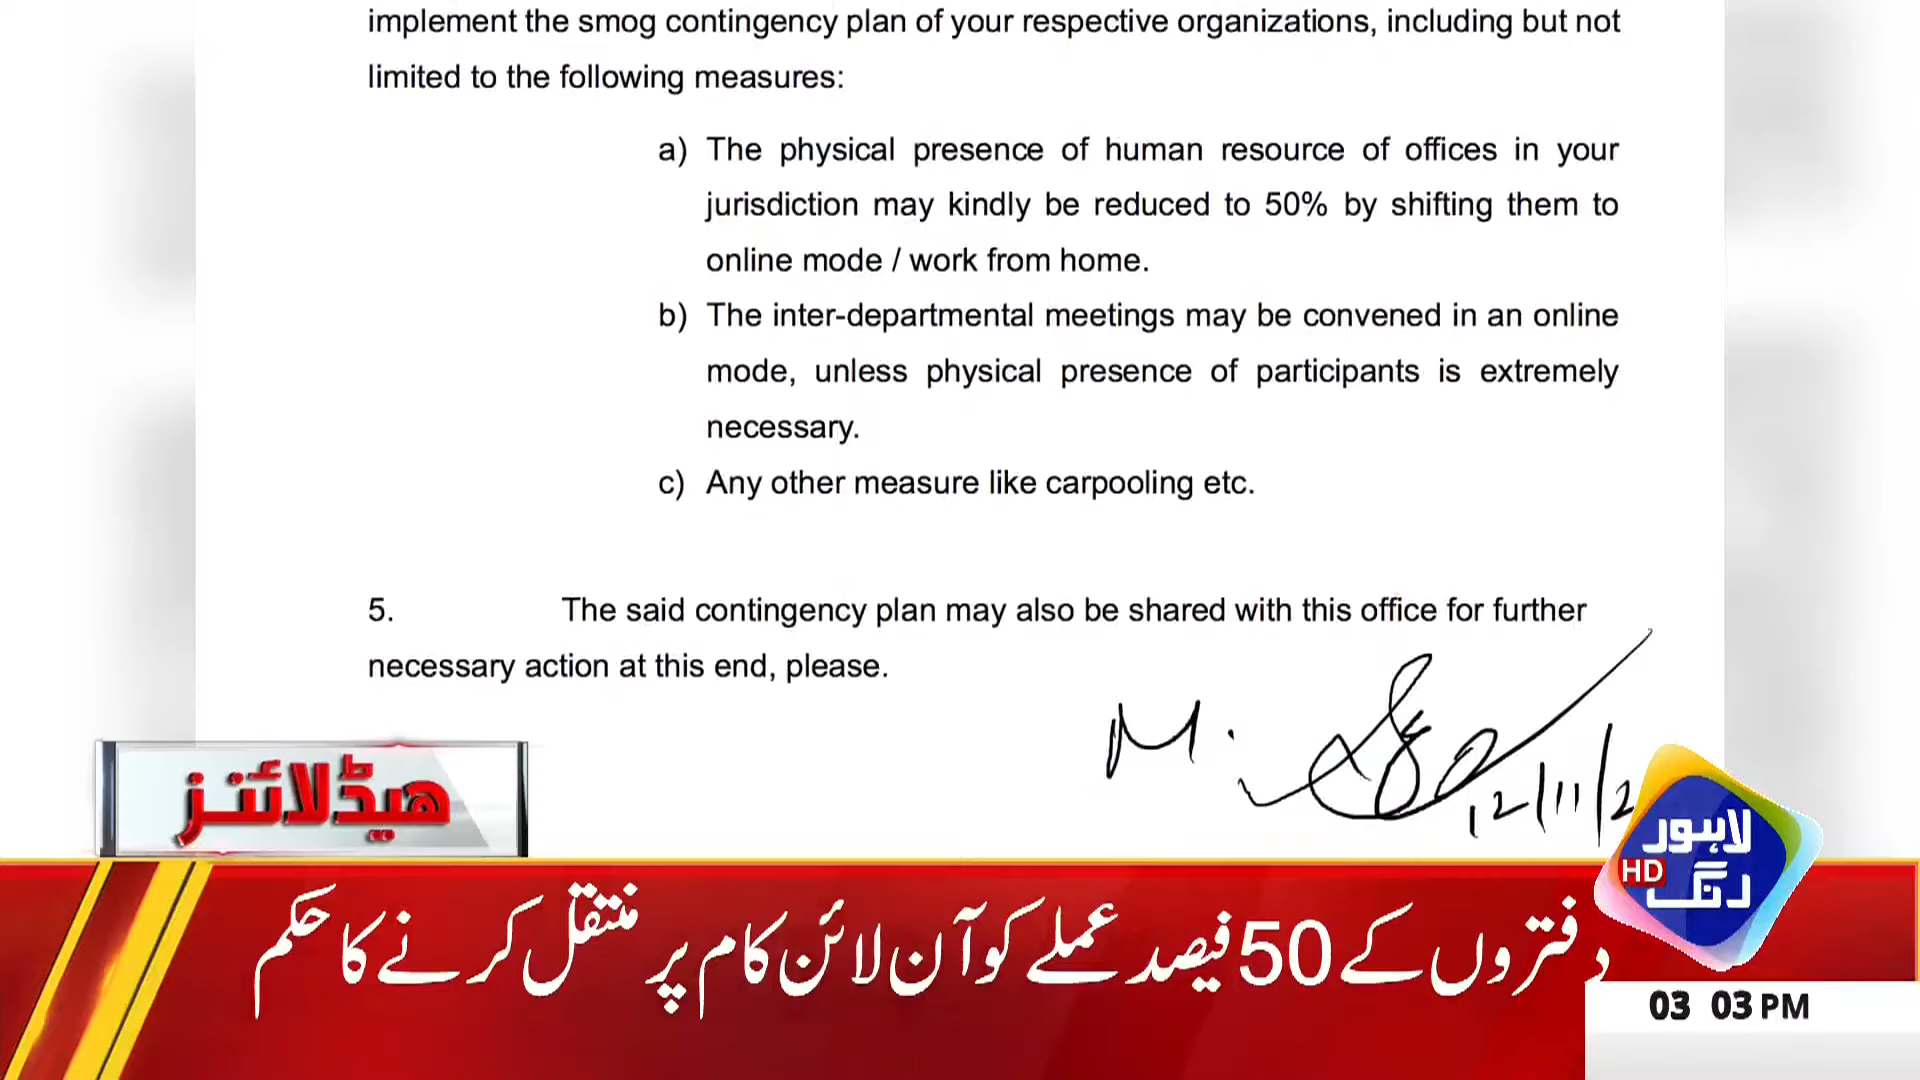 implement the smog contingency plan of your respective organizations, including but not
limited to the following measures:
a) The physical presence of human resource of offices in your
jurisdiction may kindly be reduced to 50% by shifting them to
online mode / work from home.
b) The inter-departmental meetings may be convened in an online
mode, unless physical presence of participants is extremely
necessary.
c) Any other measure like carpooling etc.
5. The said contingency plan may also be shared with this office for further
necessary action at this end, please.
M.
12/11/2
ہیڈلائنز
لاہور
رنگ
HD
دفتروں کے 50 فیصد عملے کو آن لائن کام پر منتقل کرنے کا حکم
03 03 PM